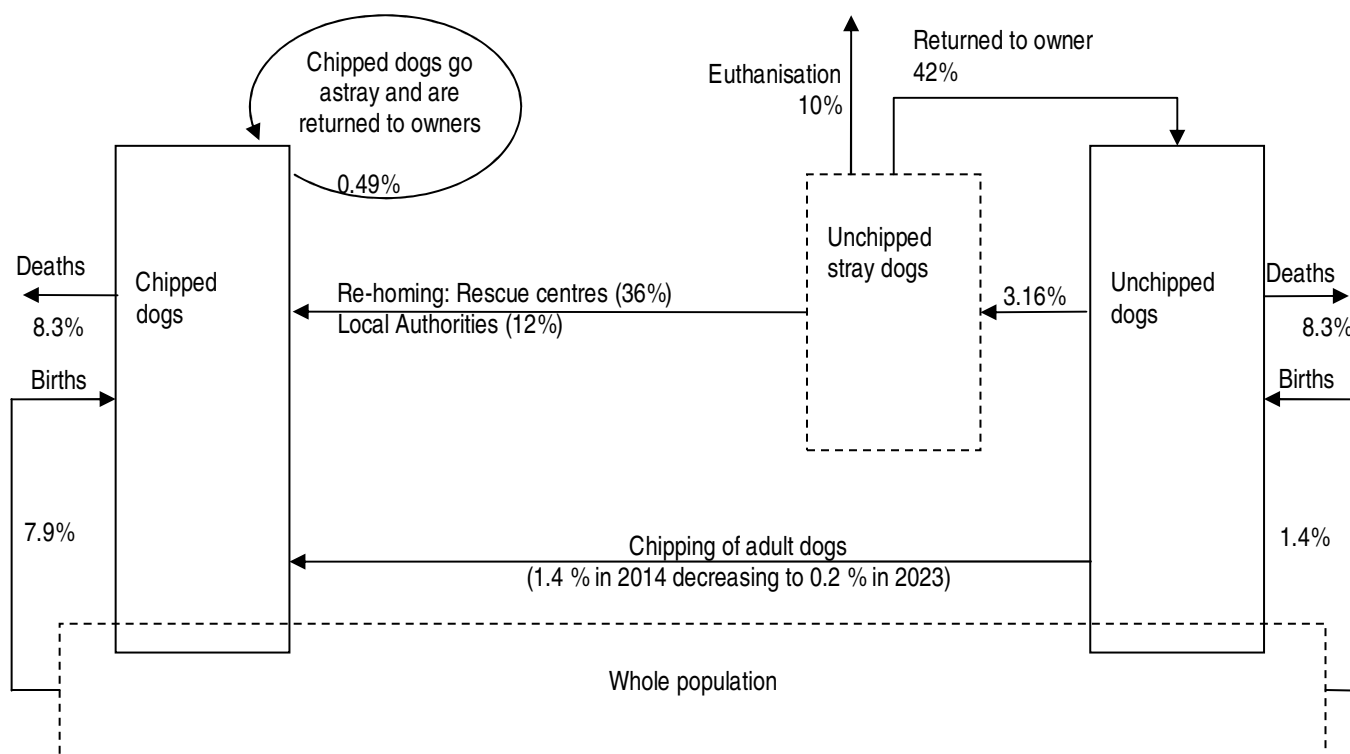 Chipped dogs go
astray and are
returned to owners
0.49%
Euthanisation
10%
Returned to owner
42%
Unchipped
stray dogs
Deaths
8.3%
Chipped
dogs
Re-homing: Rescue centres (36%)
Local Authorities (12%)
3.16%
Unchipped
dogs
Deaths
8.3%
Births
Births
7.9%
1.4%
Chipping of adult dogs
(1.4 % in 2014 decreasing to 0.2 % in 2023)
Whole population